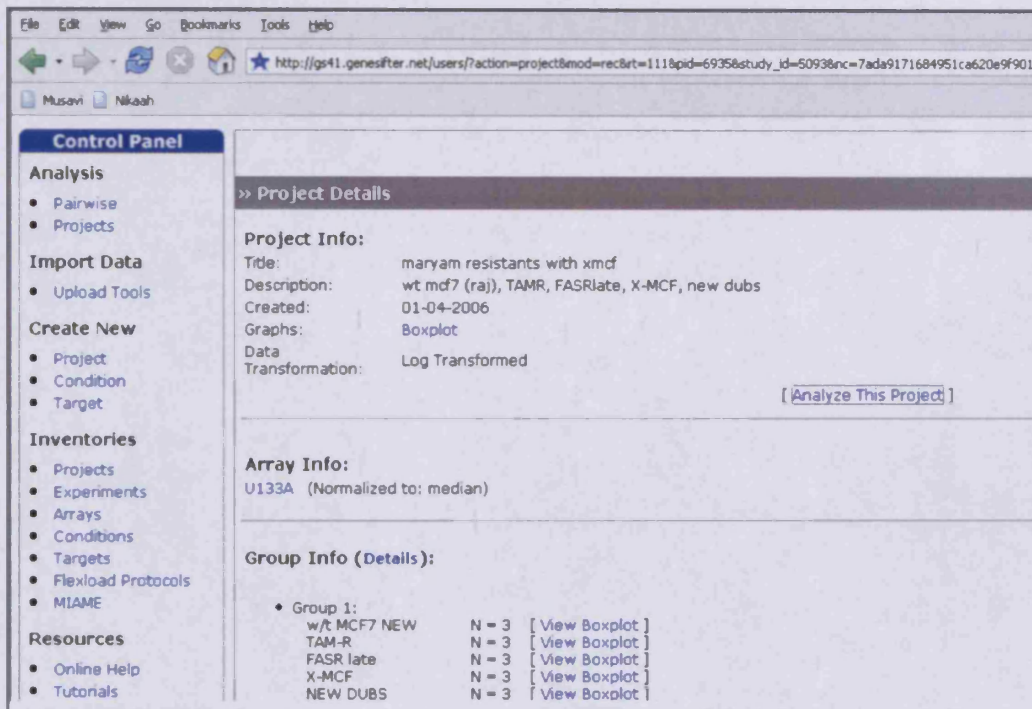 File Edit View Go Bookmarks Tools Help
http://gs41.genesifter.net/users/?action=project&mod=rec&rt=111&pid=6935&study_id=5093&nc=7ada9171684951ca620e9f901
Musavi Nikaah
Control Panel
Analysis
• Pairwise
• Projects
Import Data
• Upload Tools
Create New
• Project
• Condition
• Target
Inventories
• Projects
• Experiments
• Arrays
• Conditions
• Targets
• Flexload Protocols
• MIAME
Resources
• Online Help
• Tutorials
» Project Details
Project Info:
Title: maryam resistants with xmcf
Description: wt mcf7 (raj), TAMR, FASRlate, X-MCF, new dubs
Created: 01-04-2006
Graphs: Boxplot
Data Transformation: Log Transformed
[ Analyze This Project ]
Array Info:
U133A (Normalized to: median)
Group Info (Details):
• Group 1:
w/t MCF7 NEW N = 3 [ View Boxplot ]
TAM-R N = 3 [ View Boxplot ]
FASR late N = 3 [ View Boxplot ]
X-MCF N = 3 [ View Boxplot ]
NEW DUBS N = 3 [ View Boxplot ]